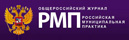 ОБЩЕРОССИЙСКИЙ ЖУРНАЛ
РМП
РОССИЙСКАЯ
МУНИЦИПАЛЬНАЯ
ПРАКТИКА